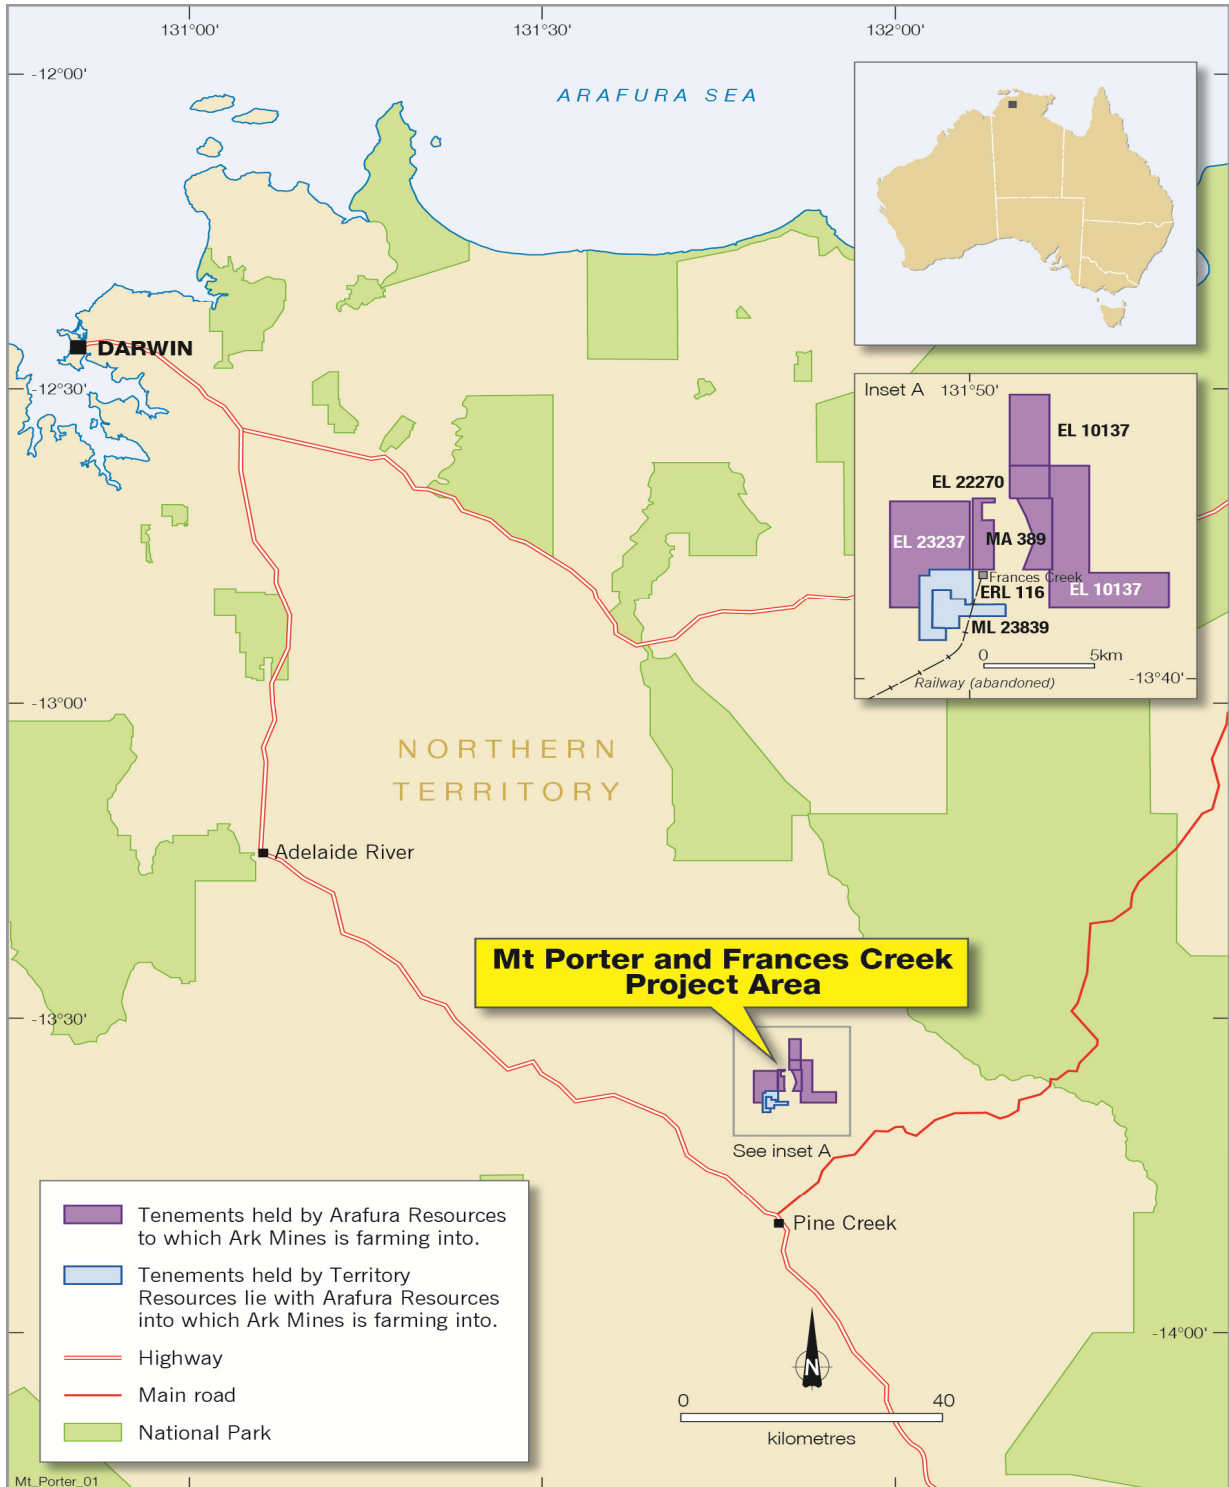 131°00'
131°30'
132°00'
-12°00'
ARAFURA SEA
DARWIN
-12°30'
Inset A
131°50'
EL 10137
EL 22270
EL 23237
MA 389
Frances Creek
ERL 116
EL 10137
ML 23839
0
5km
Railway (abandoned)
-13°40'
-13°00'
NORTHERN
TERRITORY
Adelaide River
Mt Porter and Frances Creek
Project Area
-13°30'
See inset A
Pine Creek
Tenements held by Arafura Resources
to which Ark Mines is farming into.
Tenements held by Territory
Resources lie with Arafura Resources
into which Ark Mines is farming into.
Highway
Main road
National Park
-14°00'
N
0
40
kilometres
Mt_Porter_01